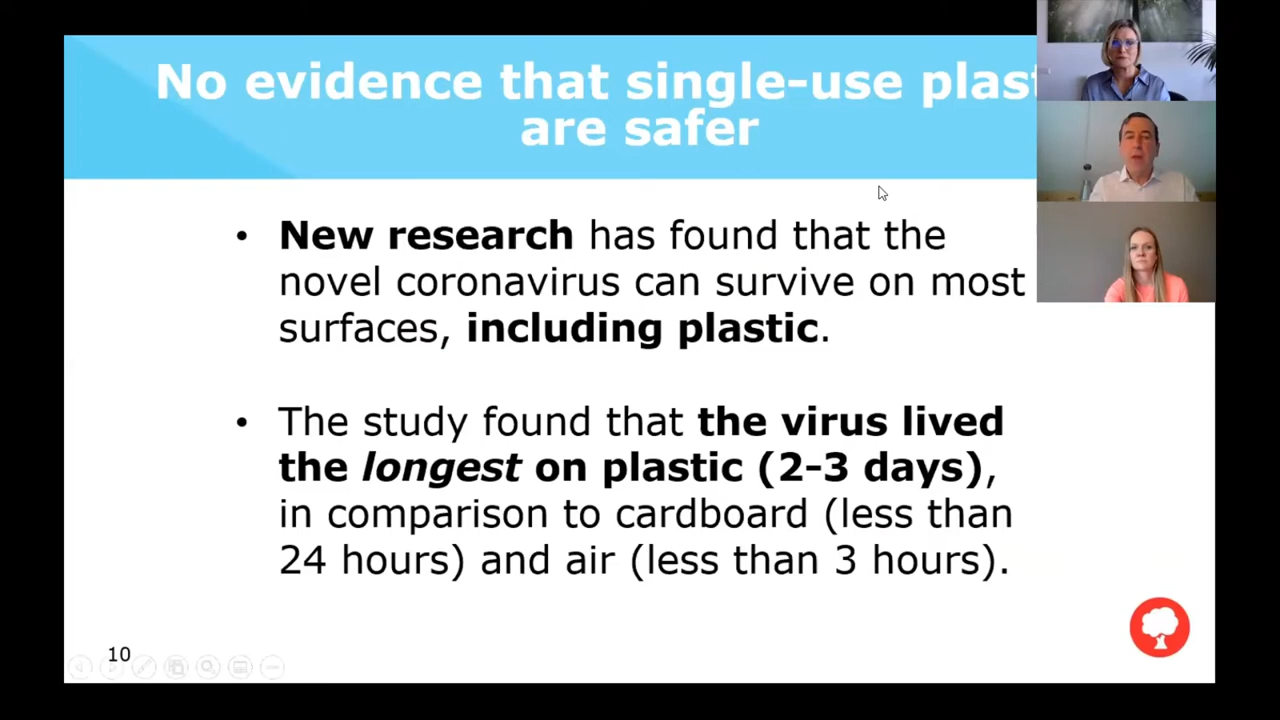 No evidence that single-use plast
are safer
• New research has found that the
novel coronavirus can survive on most
surfaces, including plastic.
• The study found that the virus lived
the longest on plastic (2-3 days),
in comparison to cardboard (less than
24 hours) and air (less than 3 hours).
10